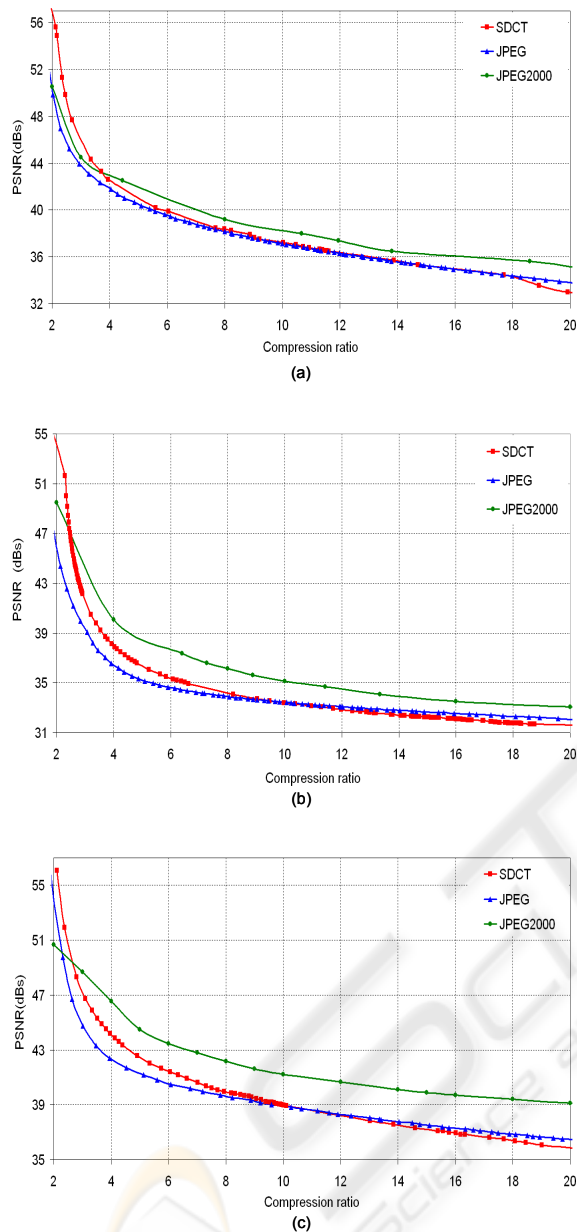 56
52
48
44
40
36
32
PSNR(dBs)
SDCT
JPEG
JPEG2000
2 4 6 8 10 12 14 16 18 20
Compression ratio
(a)
55
51
47
43
39
35
31
PSNR (dBs)
SDCT
JPEG
JPEG2000
2 4 6 8 10 12 14 16 18 20
Compression ratio
(b)
55
51
47
43
39
35
PSNR(dBs)
SDCT
JPEG
JPEG2000
2 4 6 8 10 12 14 16 18 20
Compression ratio
(c)